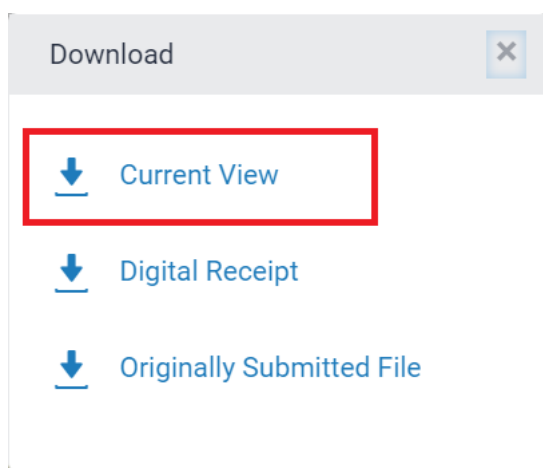 Download
Current View
Digital Receipt
Originally Submitted File